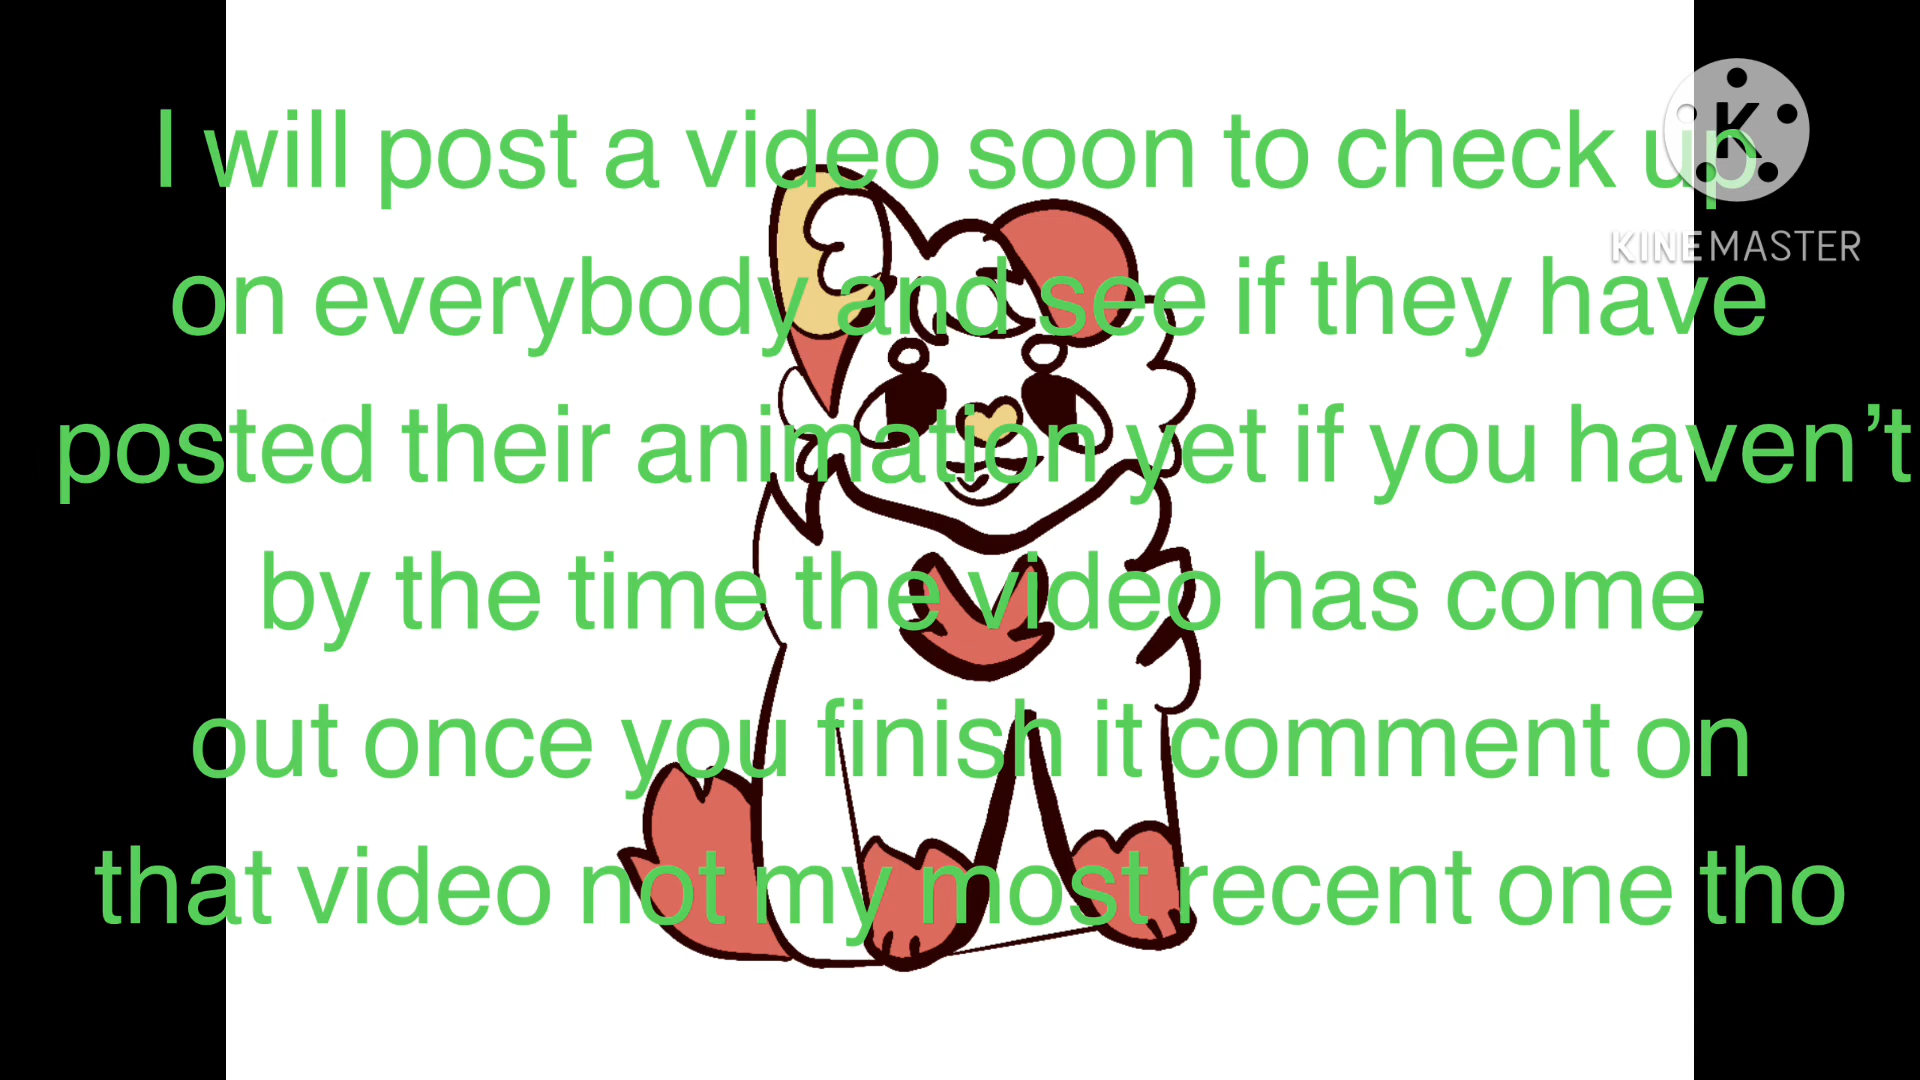 I will post a video soon to check up
on everybody and see if they have
posted their animation yet if you haven’t
by the time the video has come
out once you finish it comment on
that video not my most recent one tho
K
KINEMASTER